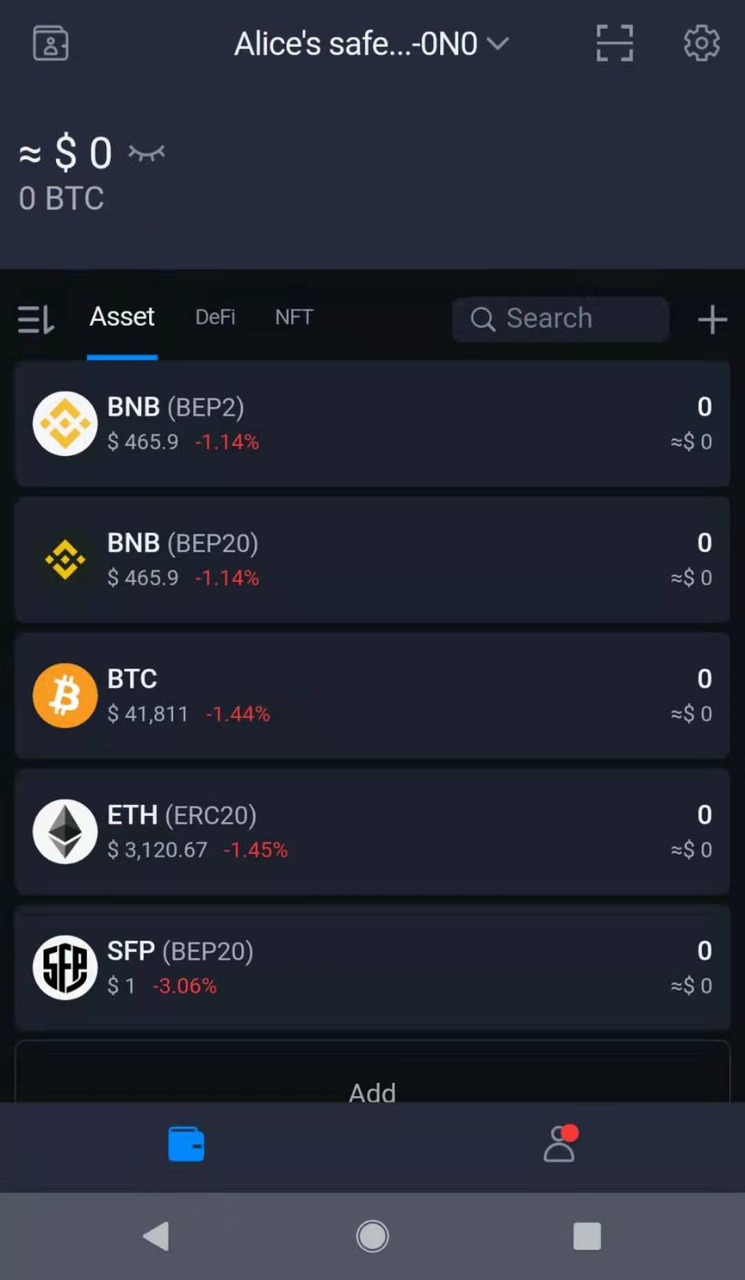 Alice's safe...-0N0
≈ $ 0
0 BTC
Asset DeFi NFT Search
BNB (BEP2) 0
$ 465.9 -1.14% ≈$ 0
BNB (BEP20) 0
$ 465.9 -1.14% ≈$ 0
BTC 0
$ 41,811 -1.44% ≈$ 0
ETH (ERC20) 0
$ 3,120.67 -1.45% ≈$ 0
SFP
SFP (BEP20) 0
$ 1 -3.06% ≈$ 0
Add